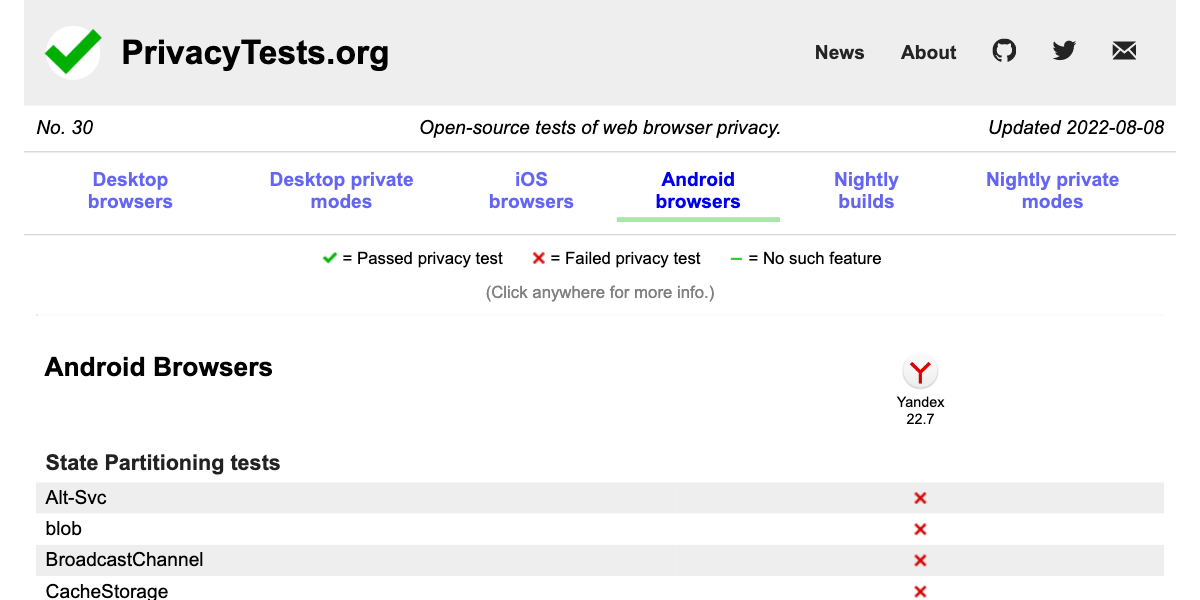 PrivacyTests.org
News About
No. 30 Open-source tests of web browser privacy. Updated 2022-08-08
Desktop browsers Desktop private modes iOS browsers Android browsers Nightly builds Nightly private modes
= Passed privacy test = Failed privacy test = No such feature
(Click anywhere for more info.)
Android Browsers
Yandex
22.7
State Partitioning tests
Alt-Svc
blob
BroadcastChannel
CacheStorage